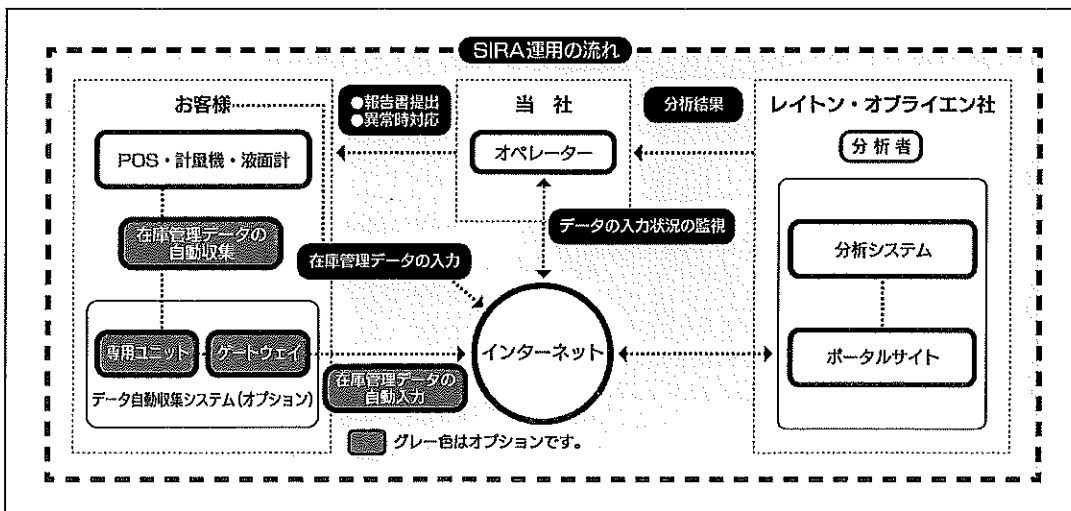 SIRA運用の流れ
お客様
POS・計量機・液面計
在庫管理データの
自動収集
専用ユニット
ゲートウェイ
データ自動収集システム(オプション)
●報告書提出
●異常時対応
在庫管理データの入力
在庫管理データの
自動入力
グレー色はオプションです。
当社
オペレーター
データの入力状況の監視
インターネット
分析結果
レイトン・オブライエン社
分析者
分析システム
ポータルサイト